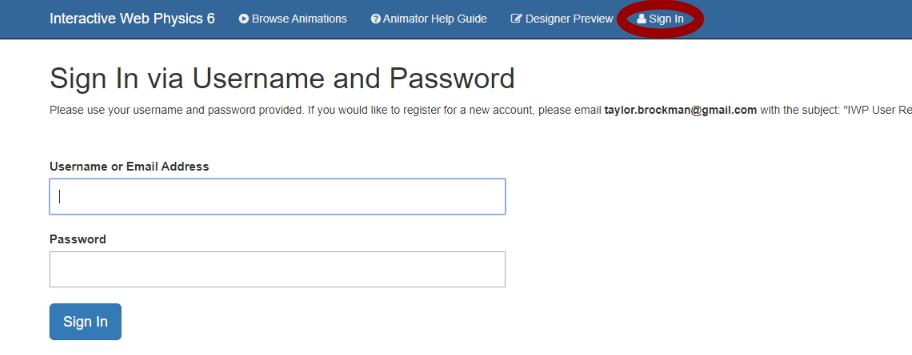 Interactive Web Physics 6 Browse Animations Animator Help Guide Designer Preview Sign In
Sign In via Username and Password
Please use your username and password provided. If you would like to register for a new account, please email taylor.brockman@gmail.com with the subject: "IWP User Re
Username or Email Address
Password
Sign In